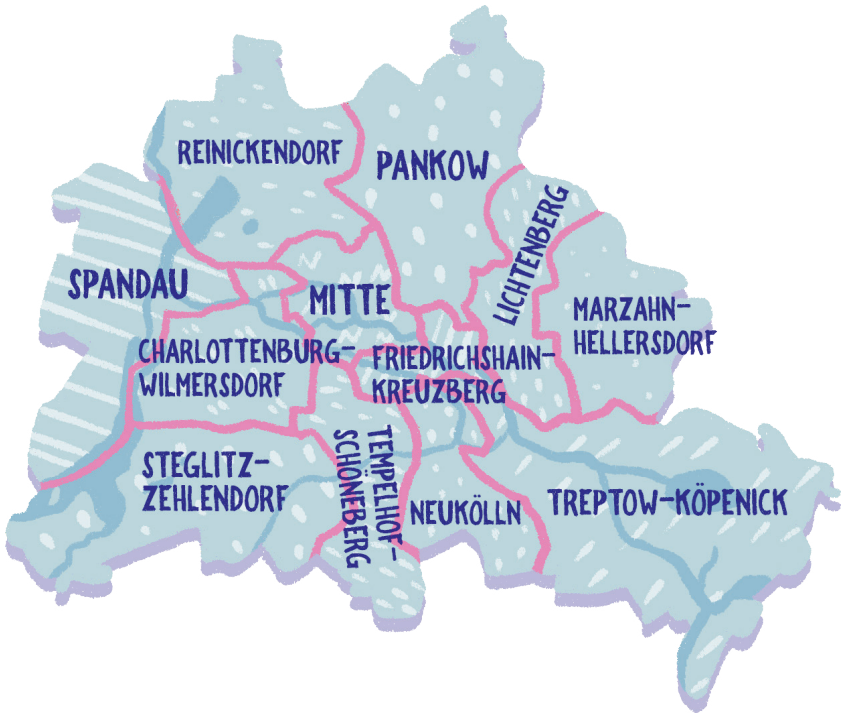 REINICKENDORF
PANKOW
LICHTENBERG
SPANDAU
MITTE
MARZAHN-
HELLERSDORF
CHARLOTTENBURG-
WILMERSDORF
FRIEDRICHSHAIN-
KREUZBERG
STEGLITZ-
ZEHLENDORF
TEMPELHOF-
SCHÖNEBERG
NEUKÖLLN
TREPTOW-KÖPENICK